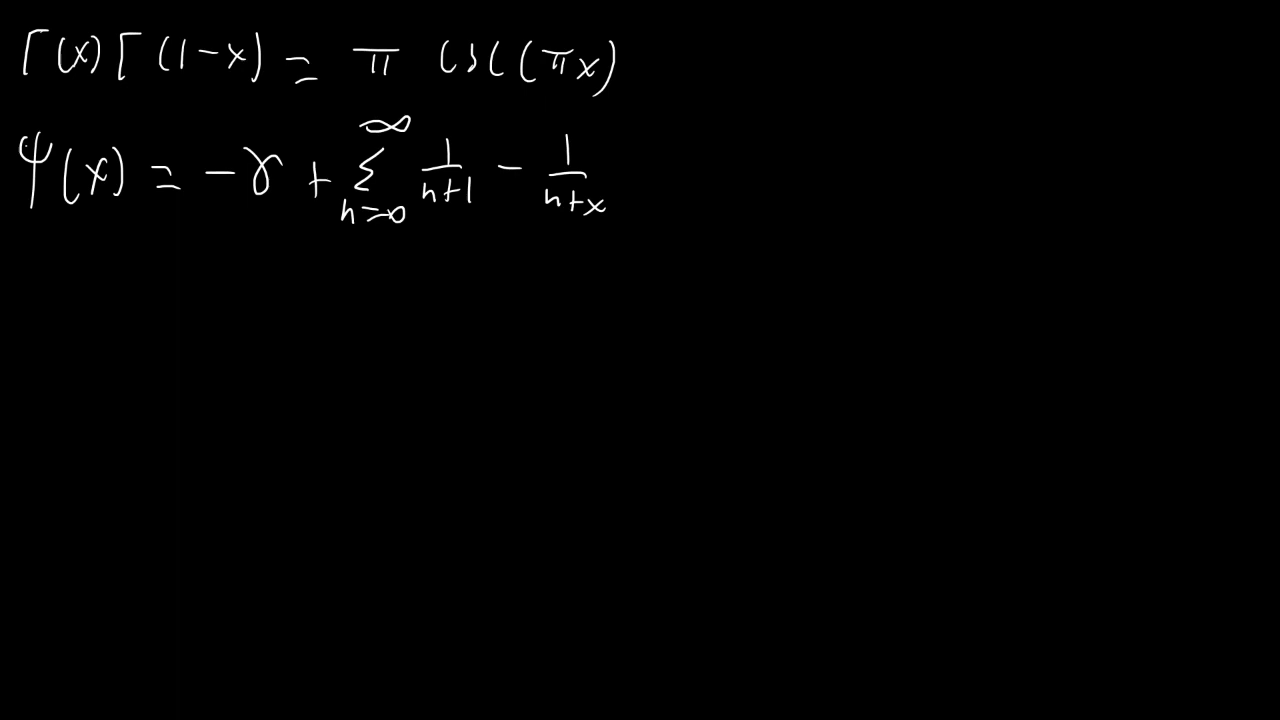 Γ(x)Γ(1-x) = π csc(πx)
ψ(x) = -γ + ∑_{n=0}^{∞} 1/(n+1) - 1/(n+x)